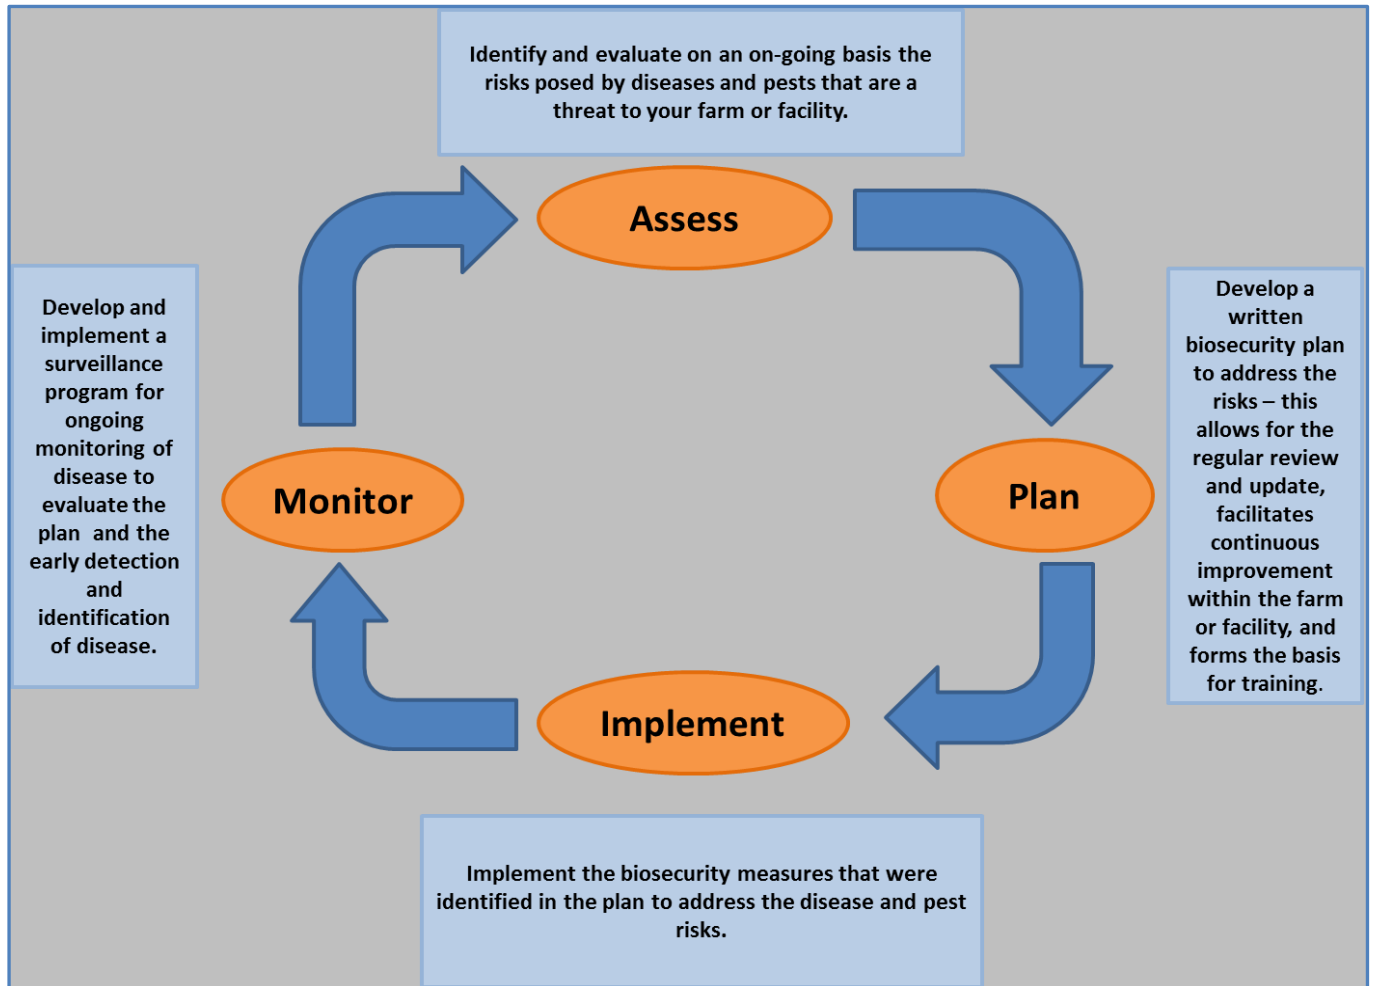 Identify and evaluate on an on-going basis the
risks posed by diseases and pests that are a
threat to your farm or facility.
Assess
Develop a
written
biosecurity plan
to address the
risks – this
allows for the
regular review
and update,
facilitates
continuous
improvement
within the farm
or facility, and
forms the basis
for training.
Plan
Implement
Implement the biosecurity measures that were
identified in the plan to address the disease and pest
risks.
Monitor
Develop and
implement a
surveillance
program for
ongoing
monitoring of
disease to
evaluate the
plan and the
early detection
and
identification
of disease.